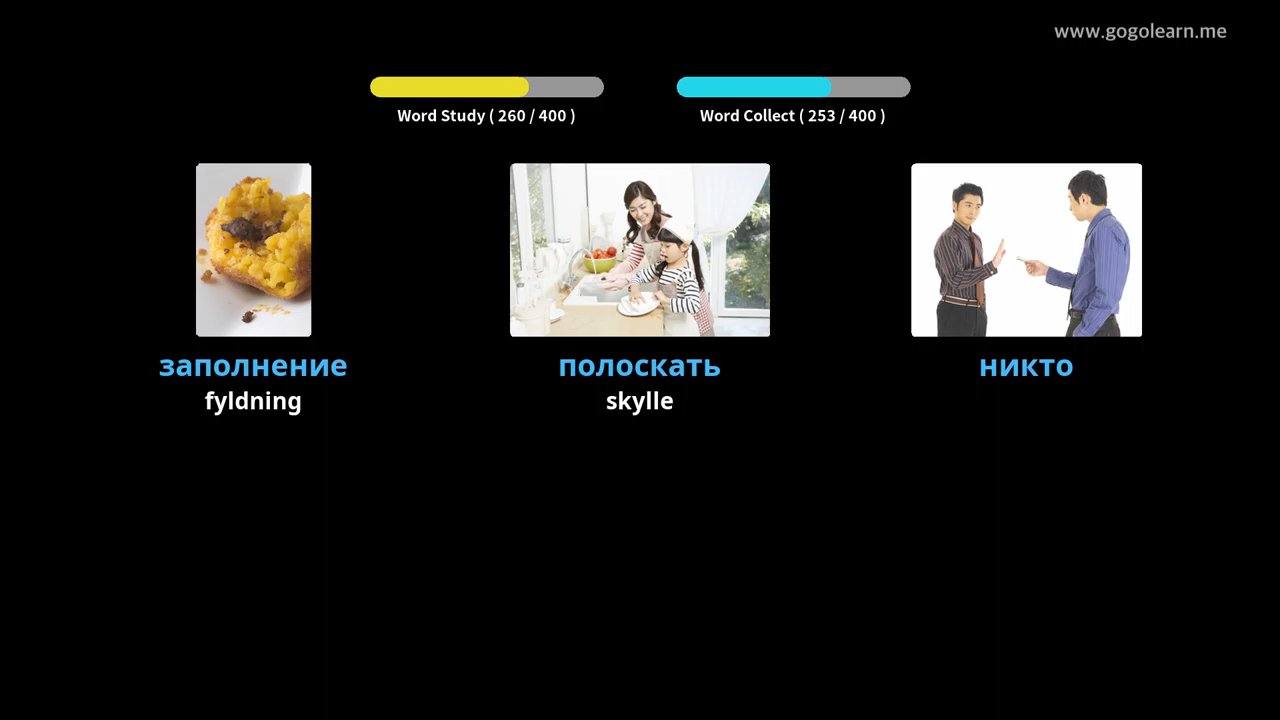 www.gogolearn.me
Word Study ( 260 / 400 )
Word Collect ( 253 / 400 )
заполнение
fyldning
полоскать
skylle
никто